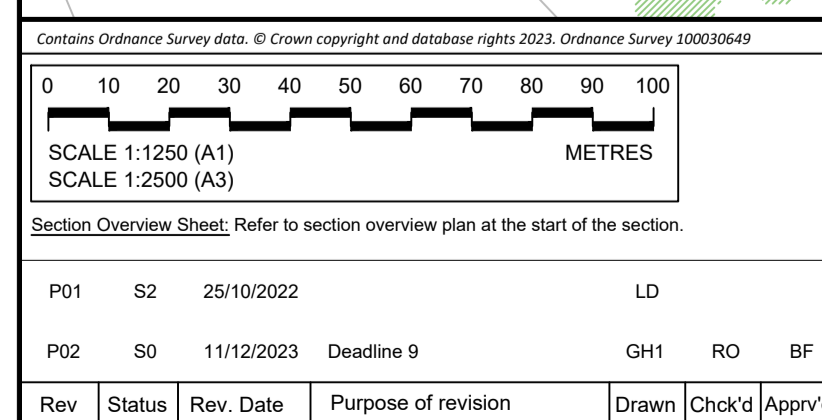 Contains Ordnance Survey data. © Crown copyright and database rights 2023. Ordnance Survey 100030649
0 10 20 30 40 50 60 70 80 90 100
SCALE 1:1250 (A1) METRES
SCALE 1:2500 (A3)
Section Overview Sheet: Refer to section overview plan at the start of the section.
P01 S2 25/10/2022 LD
P02 S0 11/12/2023 Deadline 9 GH1 RO BF
Rev Status Rev. Date Purpose of revision Drawn Chck'd Apprv'